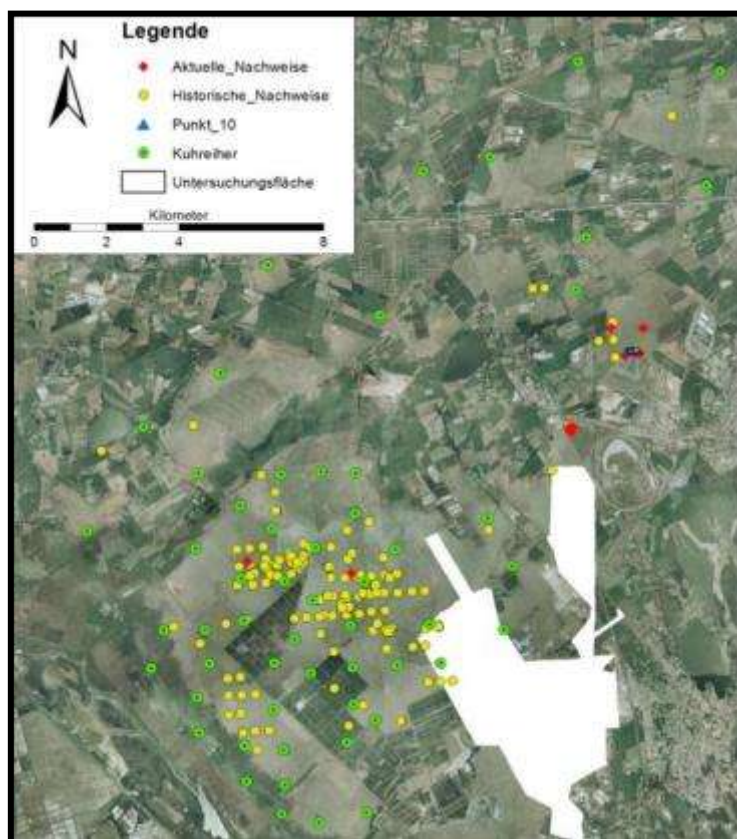 Legende
N
Aktuelle_Nachweise
Historische_Nachweise
Punkt_10
Kuhreiher
Untersuchungsfläche
Kilometer
0 2 4 8